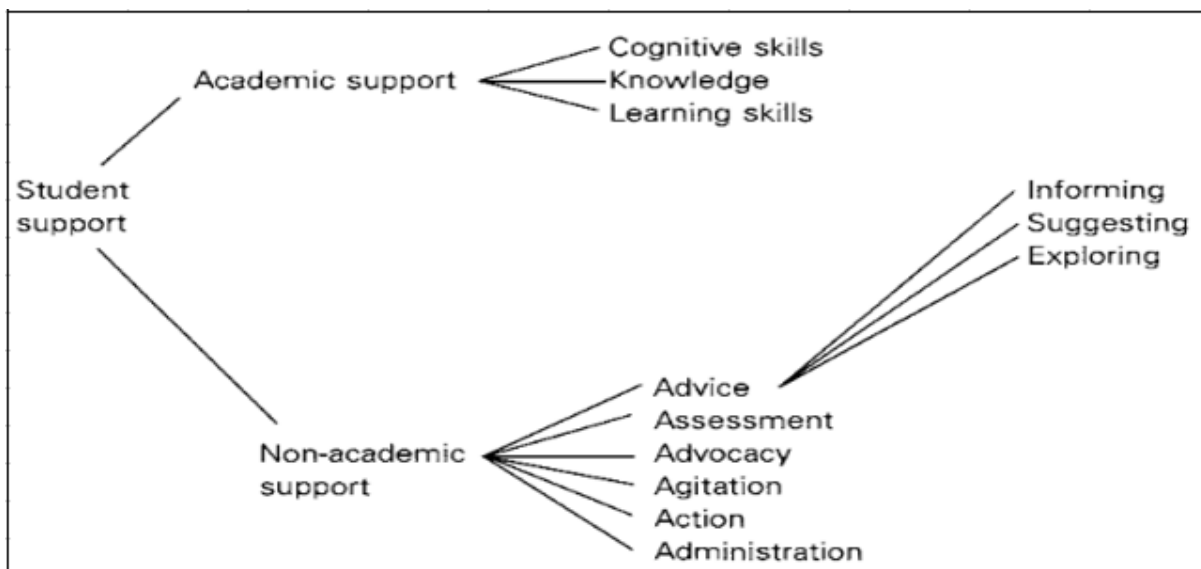 Cognitive skills
Academic support
Knowledge
Learning skills
Student
support
Informing
Suggesting
Exploring
Advice
Assessment
Non-academic
support
Advocacy
Agitation
Action
Administration